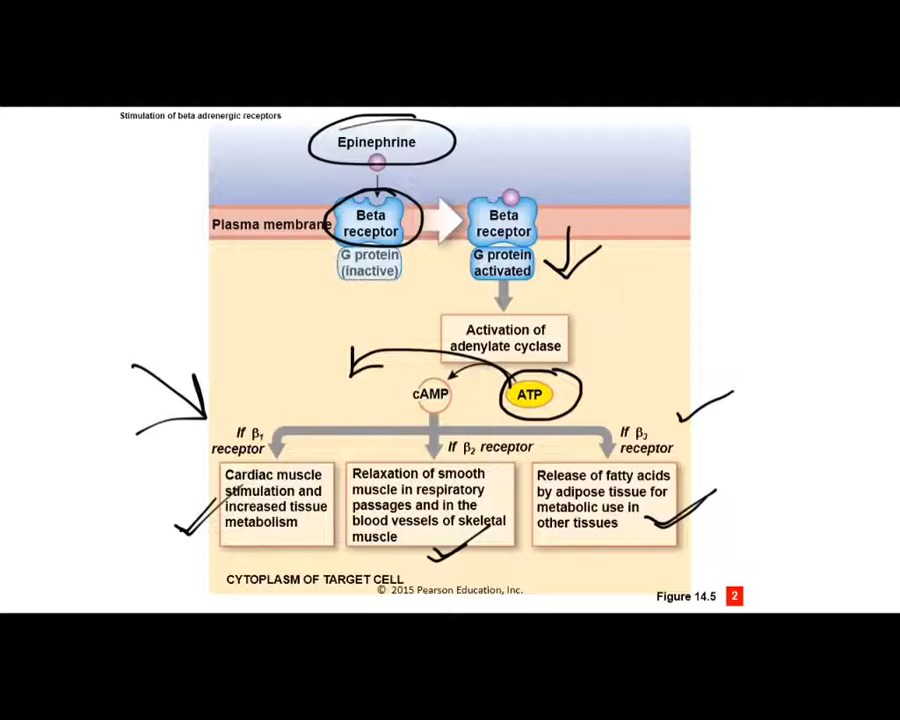 Stimulation of beta adrenergic receptors
Epinephrine
Plasma membrane
Beta
receptor
Beta
receptor
G protein
(inactive)
G protein
activated
Activation of
adenylate cyclase
cAMP
ATP
If β1
receptor
If β2 receptor
If β3
receptor
Cardiac muscle
stimulation and
increased tissue
metabolism
Relaxation of smooth
muscle in respiratory
passages and in the
blood vessels of skeletal
muscle
Release of fatty acids
by adipose tissue for
metabolic use in
other tissues
CYTOPLASM OF TARGET CELL
© 2015 Pearson Education, Inc.
Figure 14.5 2